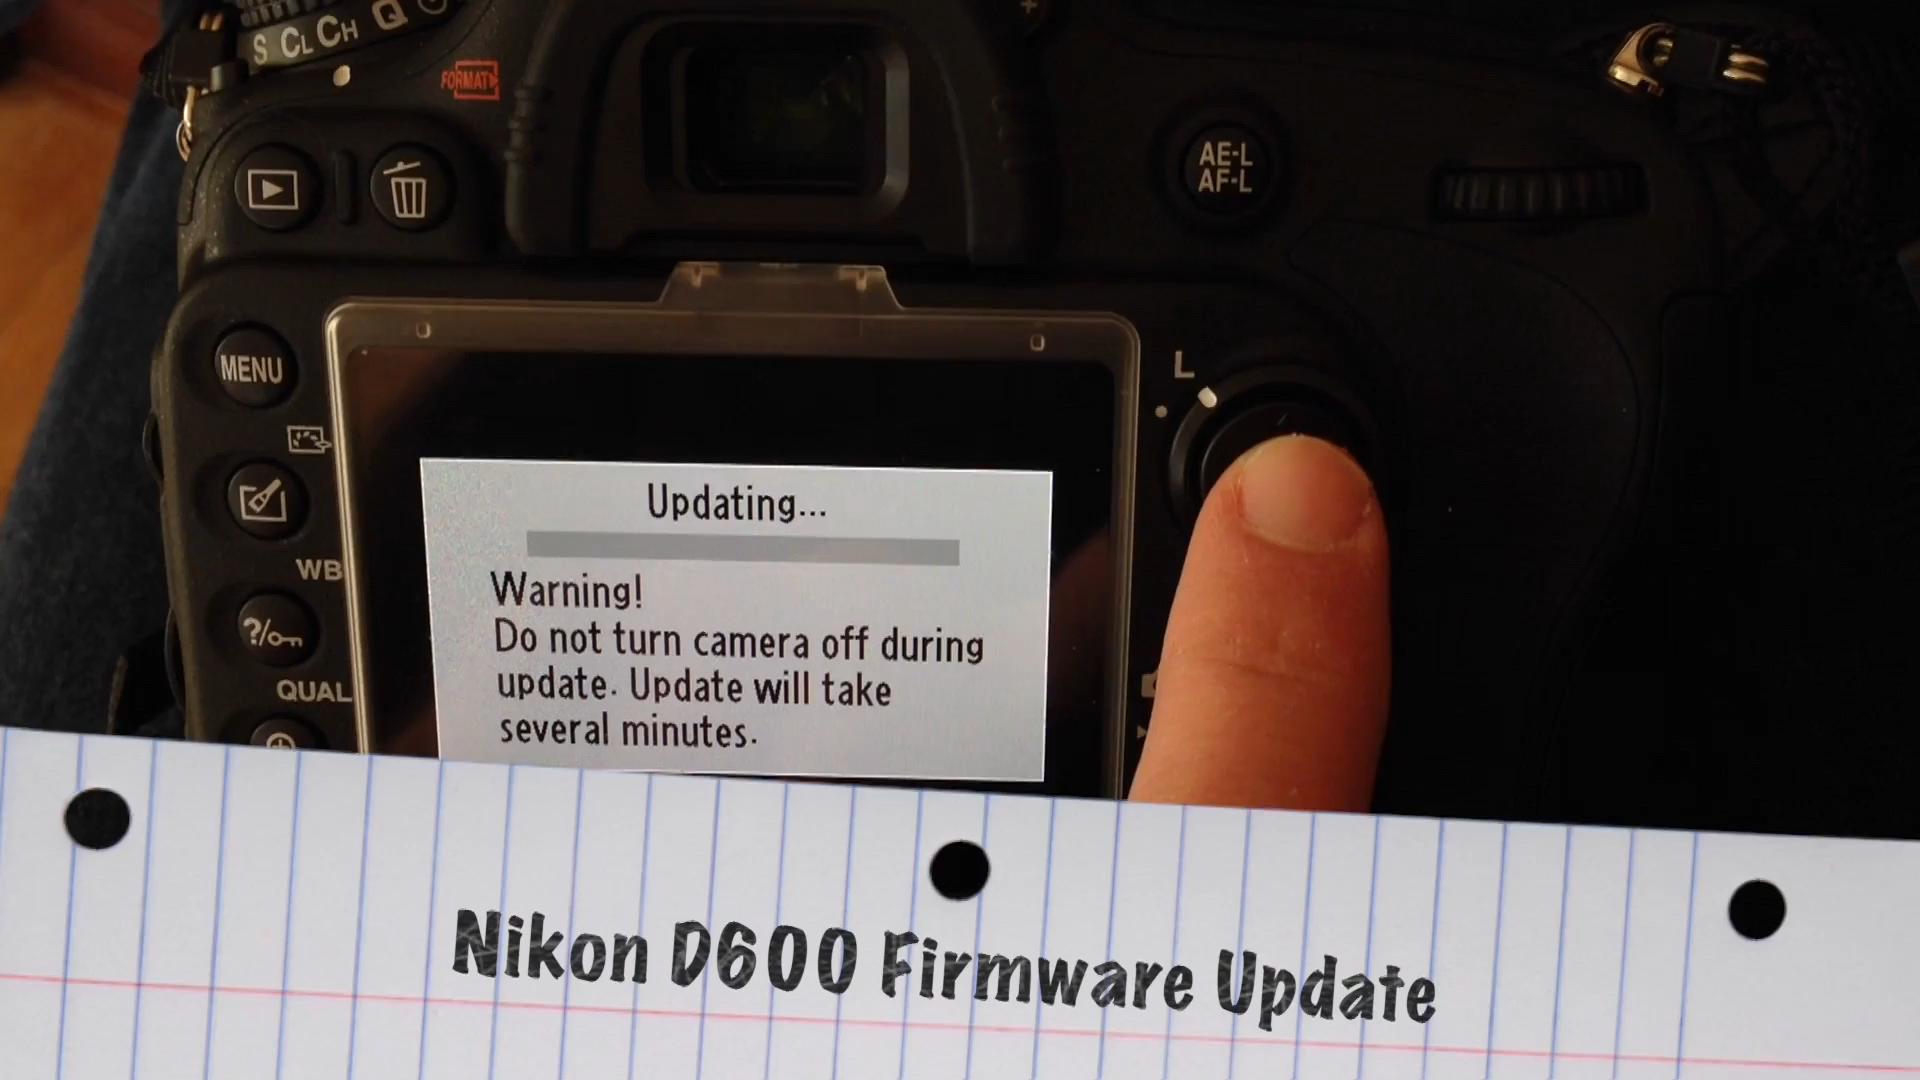 S CL CH Q
FORMAT
AE-L
AF-L
MENU
L
Updating...
Warning!
Do not turn camera off during
update. Update will take
several minutes.
WB
?/
QUAL
Nikon D600 Firmware Update